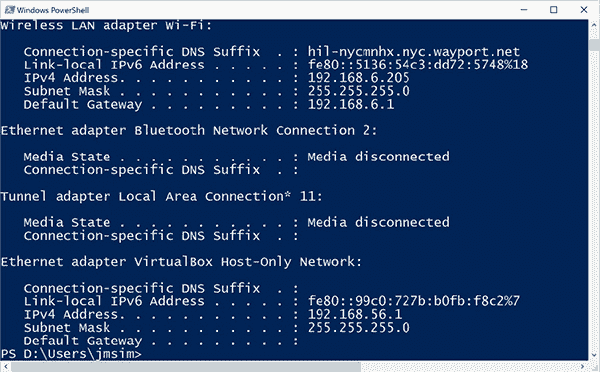 Windows PowerShell
Wireless LAN adapter Wi-Fi:
Connection-specific DNS Suffix  . : hil-nycmnhx.nyc.wayport.net
Link-local IPv6 Address . . . . . : fe80::5136:54c3:dd72:5748%18
IPv4 Address. . . . . . . . . . . : 192.168.6.205
Subnet Mask . . . . . . . . . . . : 255.255.255.0
Default Gateway . . . . . . . . . : 192.168.6.1
Ethernet adapter Bluetooth Network Connection 2:
Media State . . . . . . . . . . . : Media disconnected
Connection-specific DNS Suffix  . :
Tunnel adapter Local Area Connection* 11:
Media State . . . . . . . . . . . : Media disconnected
Connection-specific DNS Suffix  . :
Ethernet adapter VirtualBox Host-Only Network:
Connection-specific DNS Suffix  . :
Link-local IPv6 Address . . . . . : fe80::99c0:727b:b0fb:f8c2%7
IPv4 Address. . . . . . . . . . . : 192.168.56.1
Subnet Mask . . . . . . . . . . . : 255.255.255.0
Default Gateway . . . . . . . . . :
PS D:\Users\jmsim>